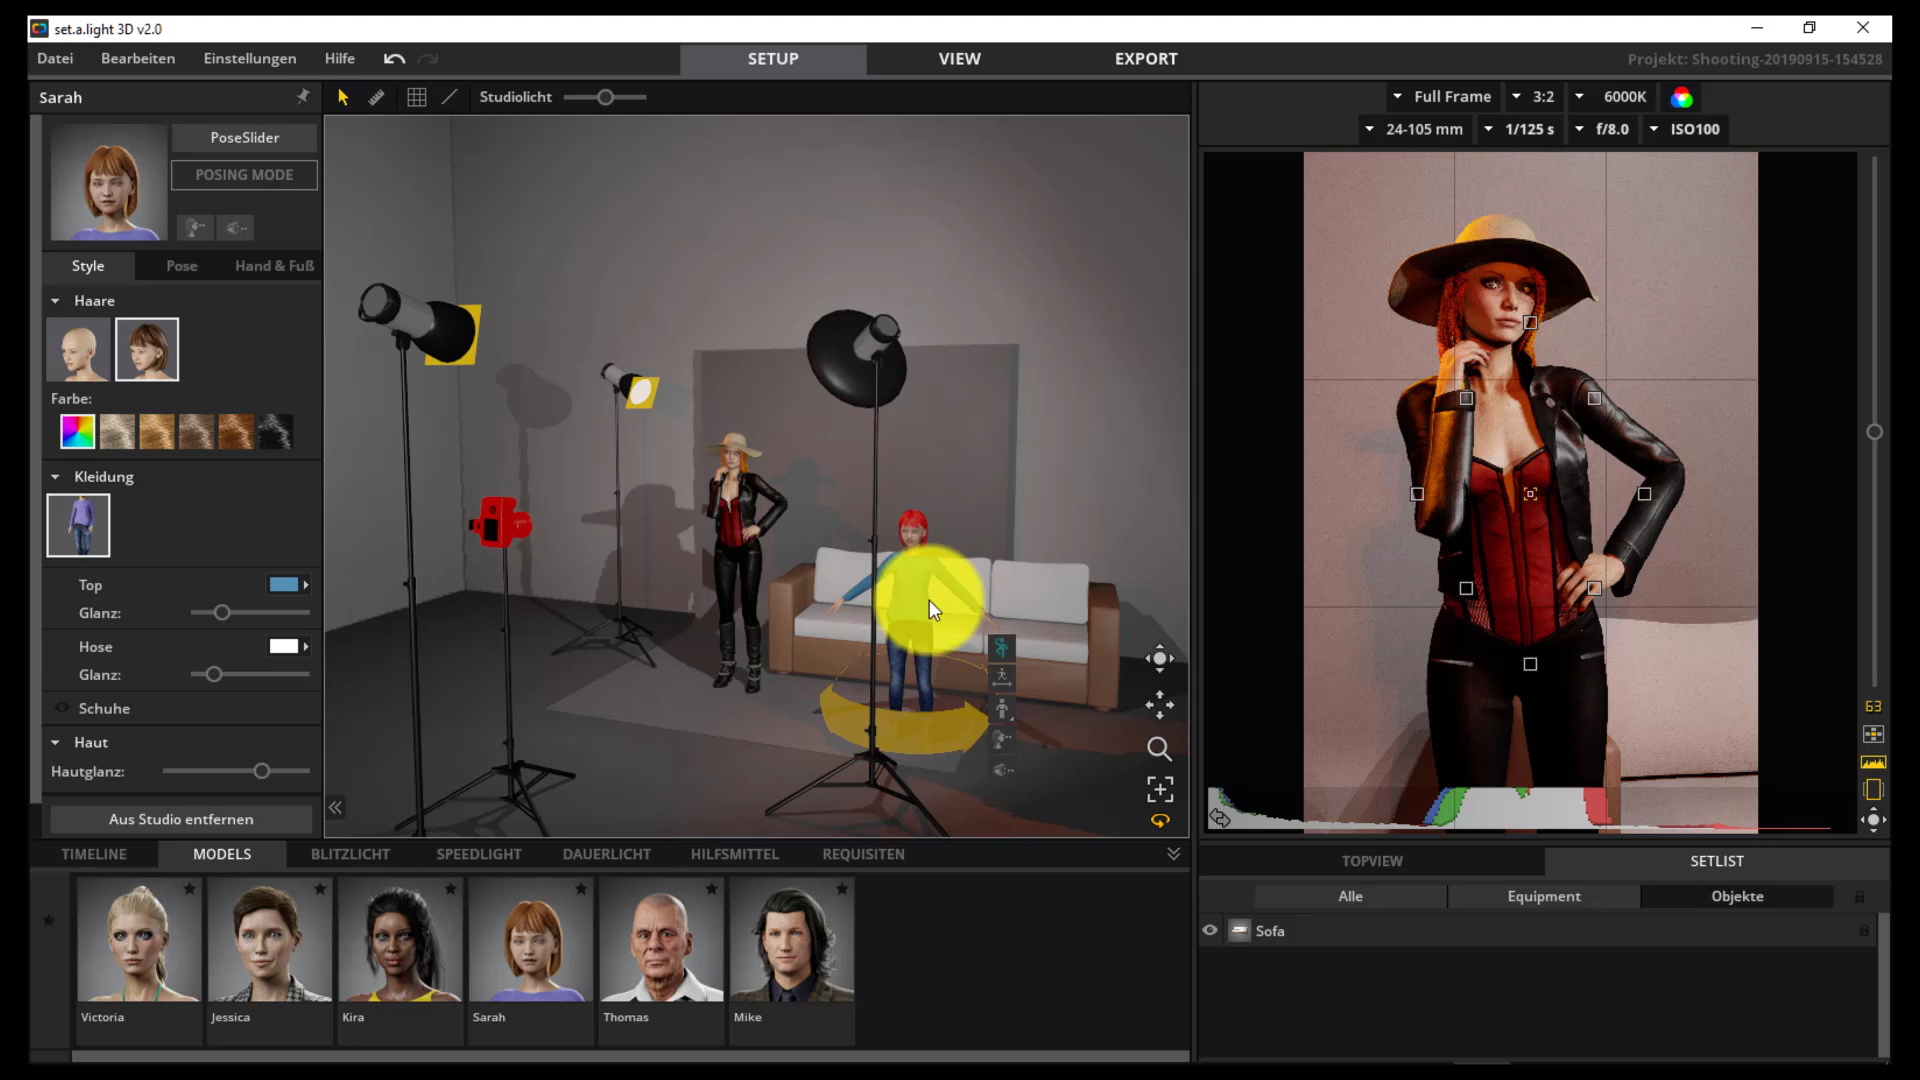 set.a.light 3D v2.0
Datei Bearbeiten Einstellungen Hilfe SETUP VIEW EXPORT Projekt: Shooting-20190915-154528
Sarah Studiolicht Full Frame 3:2 6000K
24-105 mm 1/125 s f/8.0 ISO100
PoseSlider
POSING MODE
Style Pose Hand & Fuß
Haare
Farbe:
Kleidung
Top
Glanz:
Hose
Glanz:
Schuhe
Haut
Hautglanz:
Aus Studio entfernen
63
TIMELINE MODELS BLITZLICHT SPEEDLIGHT DAUERLICHT HILFSMITTEL REQUISITEN
TOPVIEW SETLIST
Alle Equipment Objekte
Sofa
Victoria Jessica Kira Sarah Thomas Mike